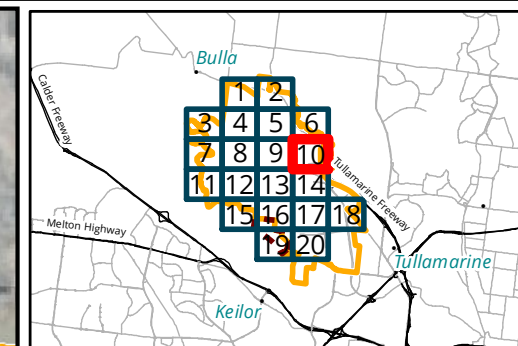 Bulla
Calder Freeway
1 2
3 4 5 6
7 8 9 10
11 12 13 14
15 16 17 18
19 20
Tullamarine Freeway
Melton Highway
Tullamarine
Keilor